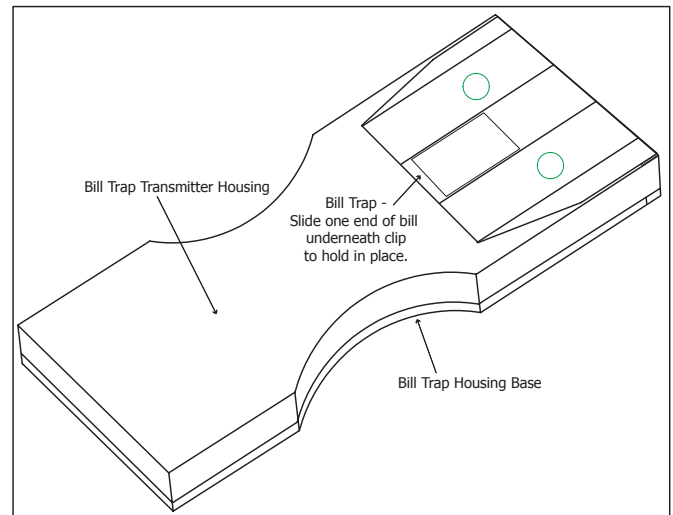 Bill Trap Transmitter Housing
Bill Trap -
Slide one end of bill
underneath clip
to hold in place.
Bill Trap Housing Base